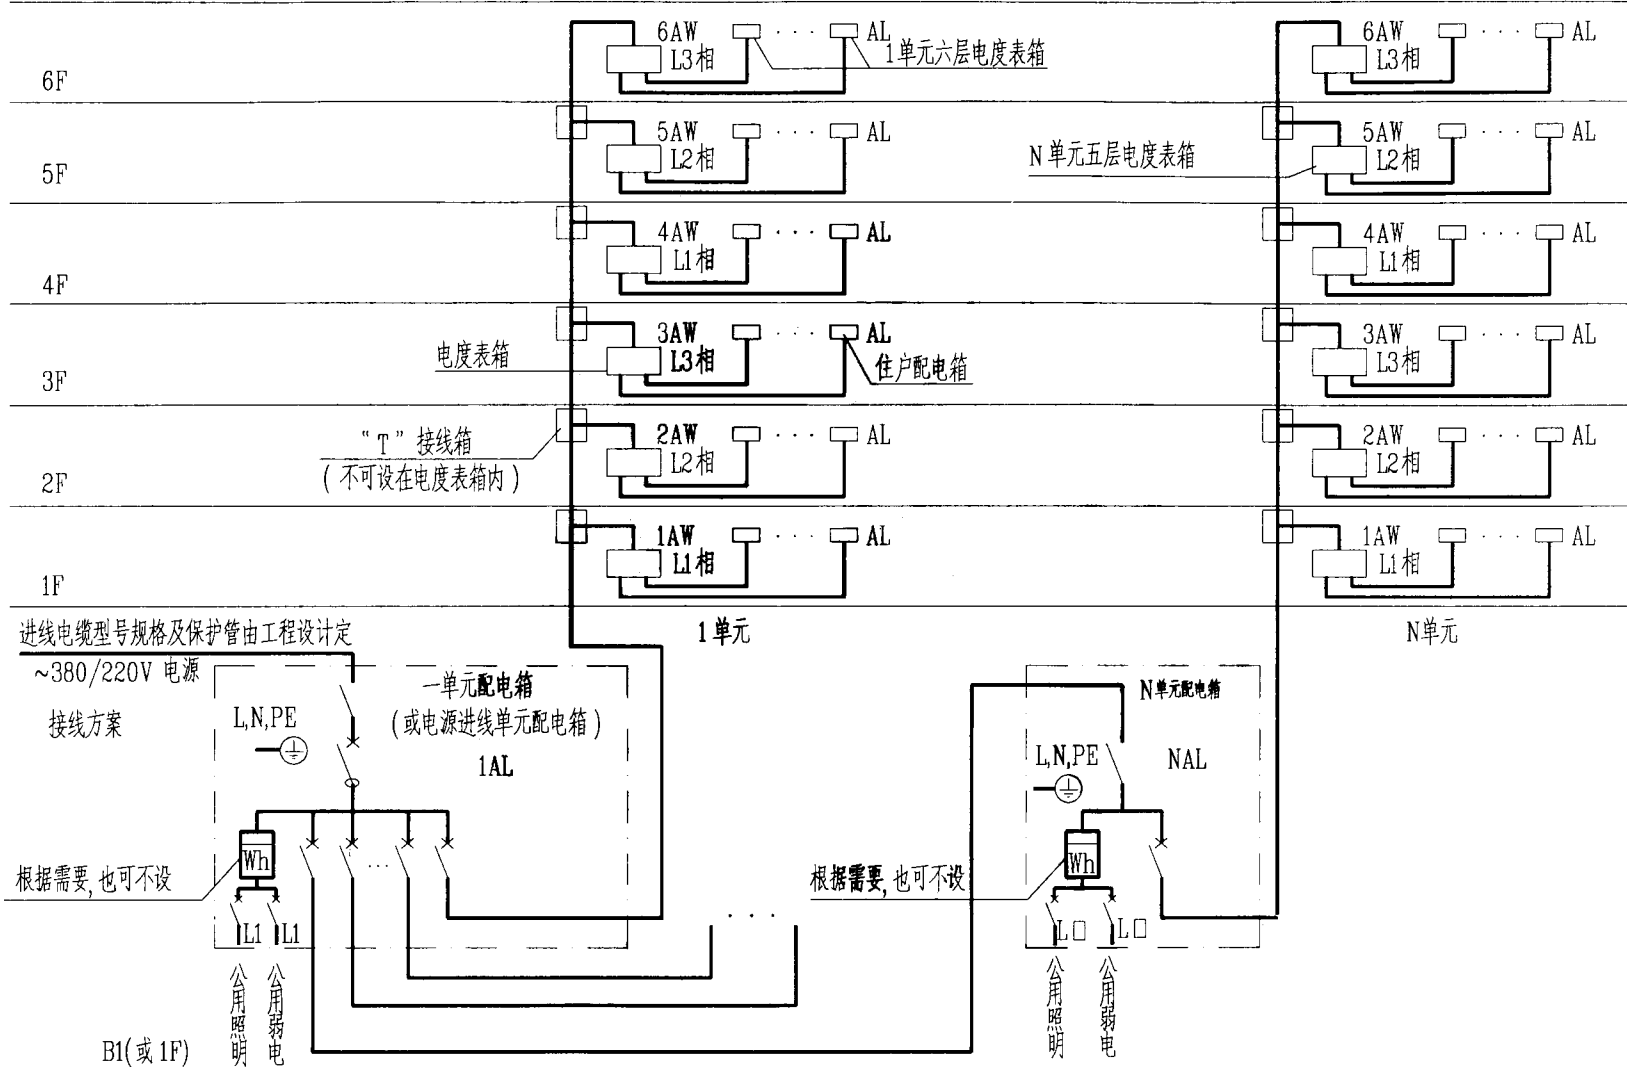 6AW
L3相
AL
1单元六层电度表箱
6AW
L3相
AL
6F
5AW
L2相
AL
N单元五层电度表箱
5AW
L2相
AL
5F
4AW
L1相
AL
4AW
L1相
AL
4F
3AW
L3相
AL
电度表箱
住户配电箱
3AW
L3相
AL
3F
“T”接线箱
(不可设在电度表箱内)
2AW
L2相
AL
2AW
L2相
AL
2F
1AW
L1相
AL
1AW
L1相
AL
1F
进线电缆型号规格及保护管由工程设计定
~380/220V 电源
接线方案
1单元
N单元
一单元配电箱
(或电源进线单元配电箱)
1AL
L,N,PE
Wh
根据需要,也可不设
L1
L1
公用照明
公用弱电
N单元配电箱
NAL
L,N,PE
Wh
根据需要,也可不设
L□
L□
公用照明
公用弱电
B1(或1F)